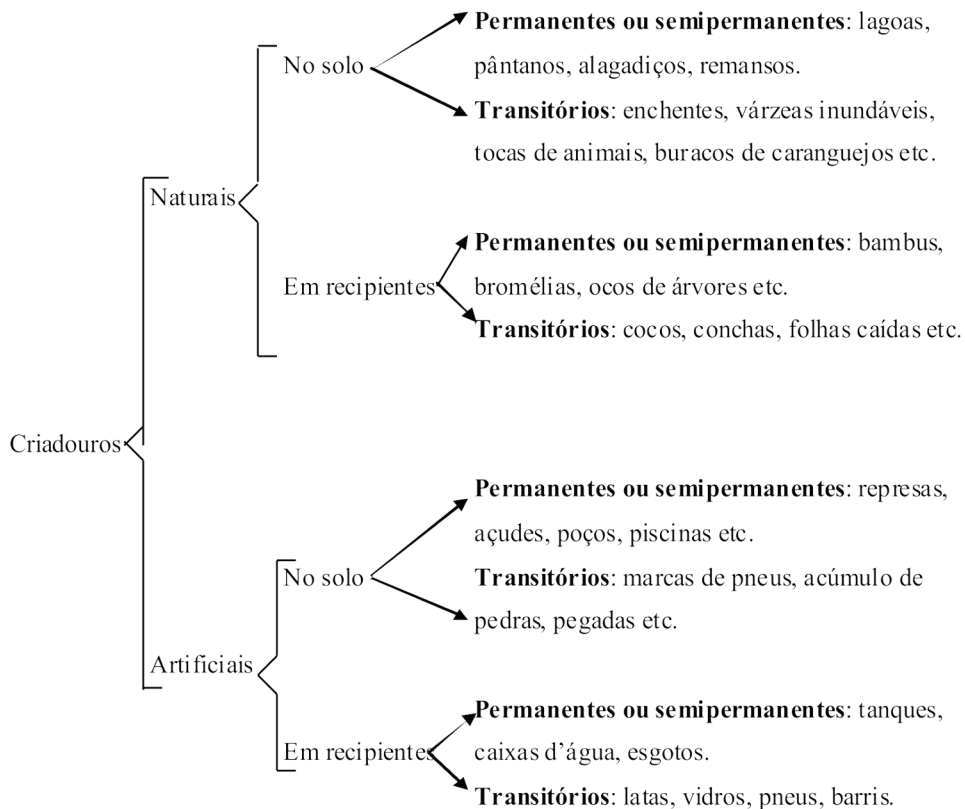 Permanentes ou semipermanentes: lagoas,
No solo
pântanos, alagadiços, remansos.
Transitórios: enchentes, várzeas inundáveis,
tocas de animais, buracos de caranguejos etc.
Naturais
Permanentes ou semipermanentes: bambus,
Em recipientes
bromélias, ocos de árvores etc.
Transitórios: cocos, conchas, folhas caídas etc.
Criadouros
Permanentes ou semipermanentes: represas,
açudes, poços, piscinas etc.
No solo
Transitórios: marcas de pneus, acúmulo de
pedras, pegadas etc.
Artificiais
Permanentes ou semipermanentes: tanques,
Em recipientes
caixas d’água, esgotos.
Transitórios: latas, vidros, pneus, barris.